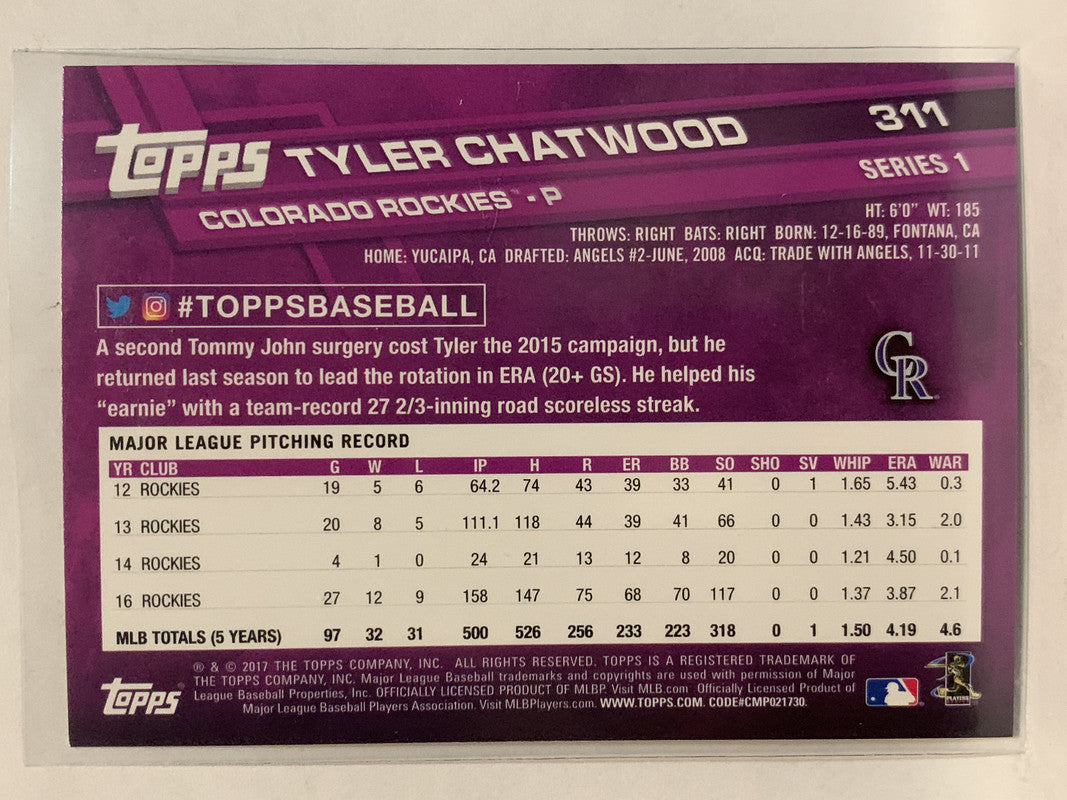 Topps TYLER CHATWOOD 311
COLORADO ROCKIES™ • P SERIES 1
HT: 6'0" WT: 185
THROWS: RIGHT BATS: RIGHT BORN: 12-16-89, FONTANA, CA
HOME: YUCAIPA, CA DRAFTED: ANGELS #2-JUNE, 2008 ACQ: TRADE WITH ANGELS, 11-30-11
#TOPPSBASEBALL
A second Tommy John surgery cost Tyler the 2015 campaign, but he
returned last season to lead the rotation in ERA (20+ GS). He helped his
"earnie" with a team-record 27 2/3-inning road scoreless streak.
CR
MAJOR LEAGUE PITCHING RECORD
YR CLUB G W L IP H R ER BB SO SHO SV WHIP ERA WAR
12 ROCKIES 19 5 6 64.2 74 43 39 33 41 0 1 1.65 5.43 0.3
13 ROCKIES 20 8 5 111.1 118 44 39 41 66 0 0 1.43 3.15 2.0
14 ROCKIES 4 1 0 24 21 13 12 8 20 0 0 1.21 4.50 0.1
16 ROCKIES 27 12 9 158 147 75 68 70 117 0 0 1.37 3.87 2.1
MLB TOTALS (5 YEARS) 97 32 31 500 526 256 233 223 318 0 1 1.50 4.19 4.6
® & © 2017 THE TOPPS COMPANY, INC. ALL RIGHTS RESERVED. TOPPS IS A REGISTERED TRADEMARK OF
THE TOPPS COMPANY, INC. Major League Baseball trademarks and copyrights are used with permission of Major
League Baseball Properties, Inc. OFFICIALLY LICENSED PRODUCT OF MLBP. Visit MLB.com Officially Licensed Product of
Major League Baseball Players Association. Visit MLBPlayers.com. WWW.TOPPS.COM. CODE#CMP021730.
Topps®
PLAYERS